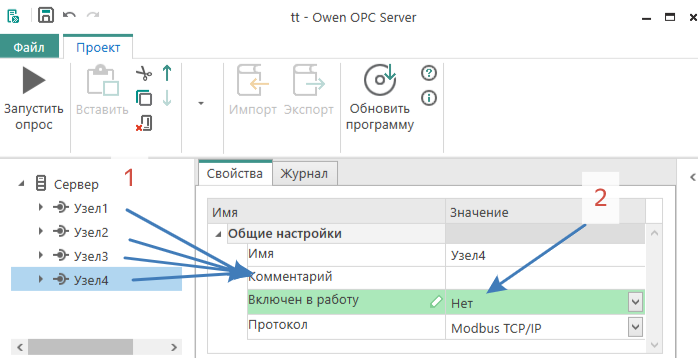 tt - Owen OPC Server
Файл Проект
Запустить опрос
Вставить
Импорт Экспорт
Обновить программу
1
Сервер
Узел1
Узел2
Узел3
Узел4
Свойства Журнал
2
Имя Значение
Общие настройки
Имя Узел4
Комментарий
Включен в работу Нет
Протокол Modbus TCP/IP